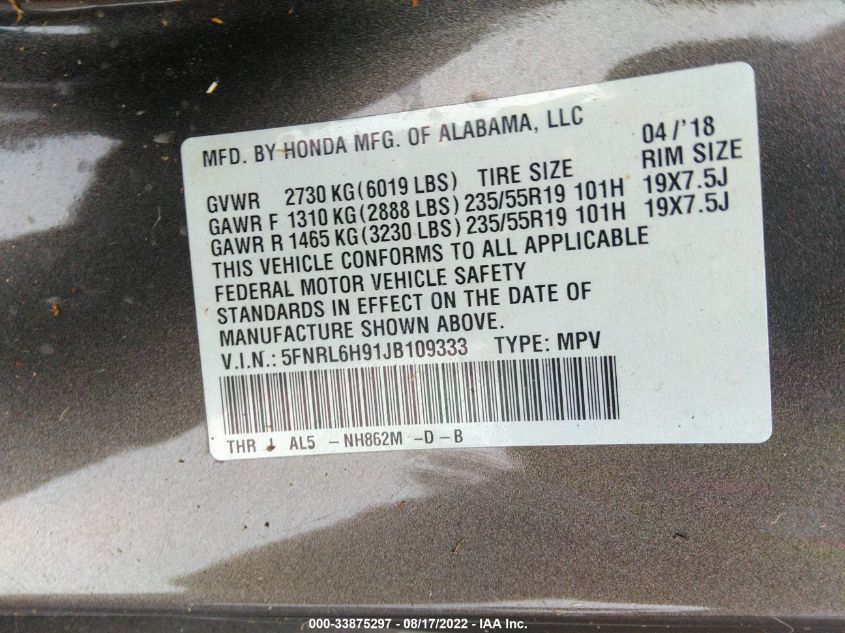 MFD. BY HONDA MFG. OF ALABAMA, LLC 04/'18
GVWR 2730 KG(6019 LBS) TIRE SIZE RIM SIZE
GAWR F 1310 KG(2888 LBS) 235/55R19 101H 19X7.5J
GAWR R 1465 KG(3230 LBS) 235/55R19 101H 19X7.5J
THIS VEHICLE CONFORMS TO ALL APPLICABLE
FEDERAL MOTOR VEHICLE SAFETY
STANDARDS IN EFFECT ON THE DATE OF
MANUFACTURE SHOWN ABOVE.
V.I.N.: 5FNRL6H91JB109333 TYPE: MPV
THR J AL5 -NH862M -D -B
000-33875297 - 08/17/2022 - IAA Inc.